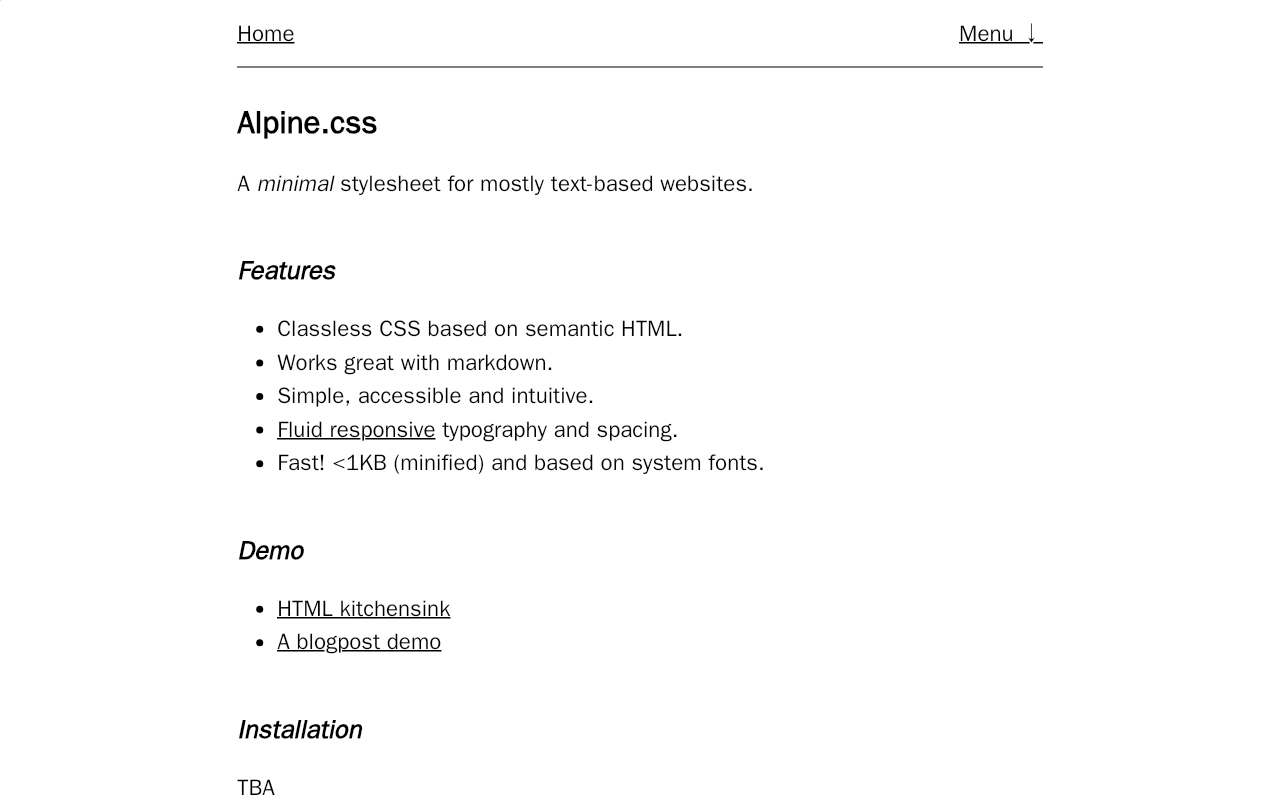 Home
Menu ↓
Alpine.css
A minimal stylesheet for mostly text-based websites.
Features
• Classless CSS based on semantic HTML.
• Works great with markdown.
• Simple, accessible and intuitive.
• Fluid responsive typography and spacing.
• Fast! <1KB (minified) and based on system fonts.
Demo
• HTML kitchensink
• A blogpost demo
Installation
TBA